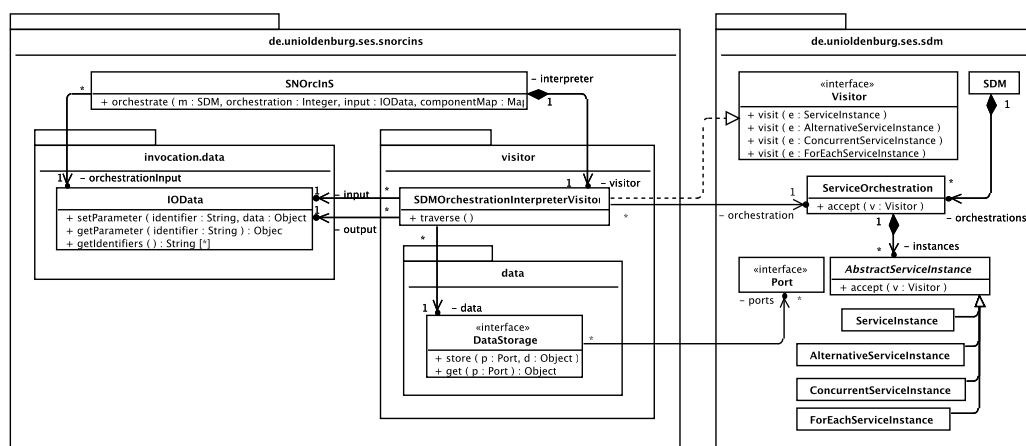 de.unioldenburg.ses.snorcins
de.unioldenburg.ses.sdm
SNOrcInS
+ orchestrate ( m : SDM, orchestration : Integer, input : IOData, componentMap : Map
*
– interpreter
1
«interface»
Visitor
+ visit ( e : ServiceInstance )
+ visit ( e : AlternativeServiceInstance )
+ visit ( e : ConcurrentServiceInstance )
+ visit ( e : ForEachServiceInstance )
SDM
1
invocation.data
visitor
1
– orchestrationInput
1
– visitor
IOData
+ setParameter ( identifier : String, data : Object
+ getParameter ( identifier : String ) : Objec
+ getIdentifiers ( ) : String [*]
1
– input
*
1
– output
*
SDMOrchestrationInterpreterVisitor
+ traverse ( )
*
1
– orchestration
ServiceOrchestration
+ accept ( v : Visitor )
*
– orchestrations
1
*
– instances
*
data
1
– data
«interface»
DataStorage
+ store ( p : Port, d : Object )
+ get ( p : Port ) : Object
*
«interface»
Port
– ports
*
AbstractServiceInstance
+ accept ( v : Visitor )
ServiceInstance
AlternativeServiceInstance
ConcurrentServiceInstance
ForEachServiceInstance